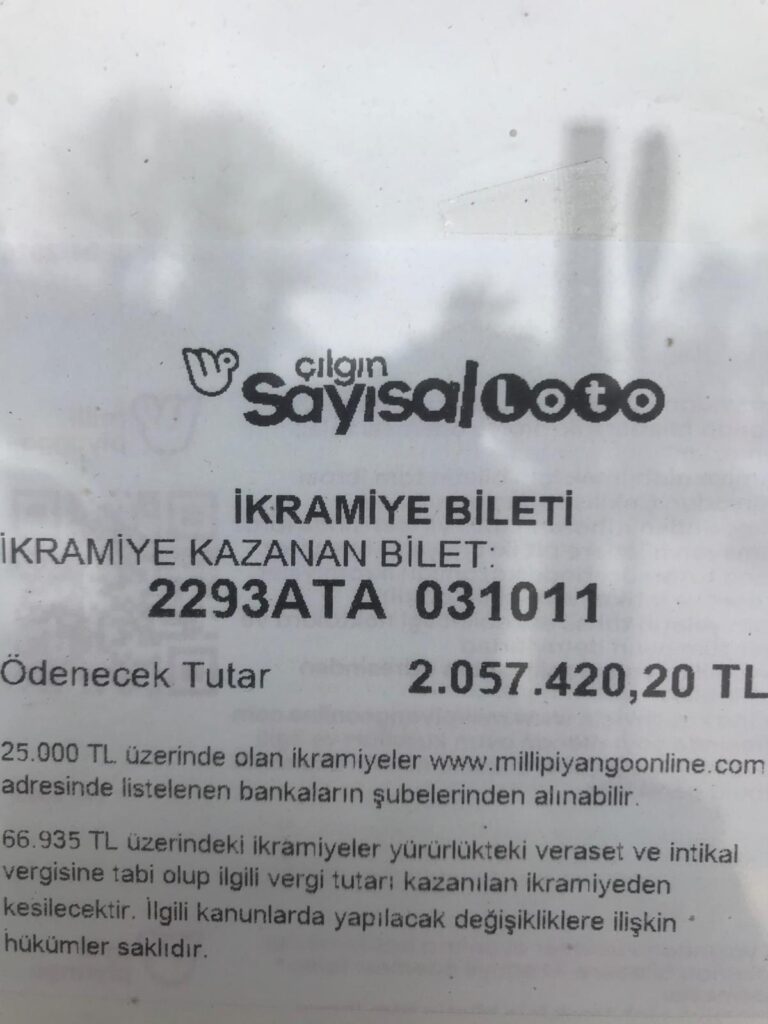 çılgın
Sayısal Loto
İKRAMİYE BİLETİ
İKRAMİYE KAZANAN BİLET:
2293ATA 031011
Ödenecek Tutar 2.057.420,20 TL
25.000 TL üzerinde olan ikramiyeler www.millipiyangoonline.com
adresinde listelenen bankaların şubelerinden alınabilir.
66.935 TL üzerindeki ikramiyeler yürürlükteki veraset ve intikal
vergisine tabi olup ilgili vergi tutarı kazanılan ikramiyeden
kesilecektir. İlgili kanunlarda yapılacak değişikliklere ilişkin
hükümler saklıdır.